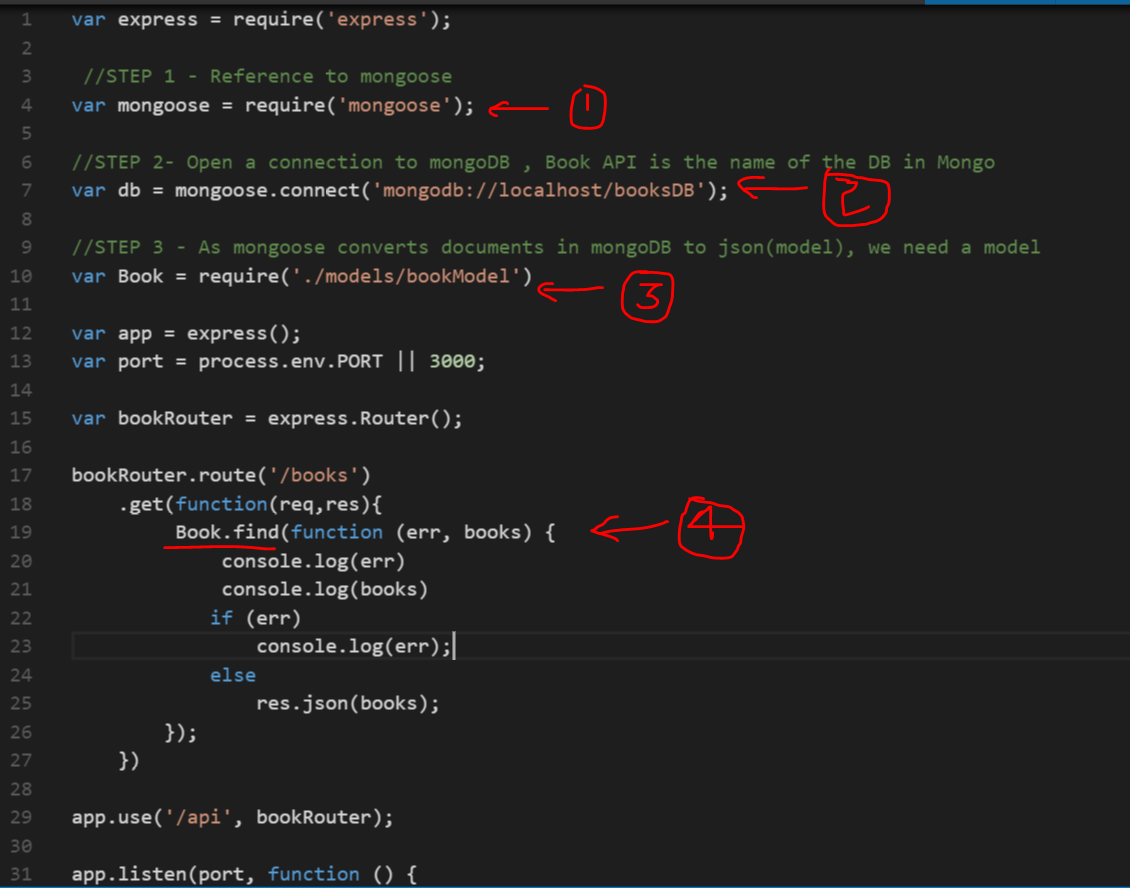 1 var express = require('express');
2
3 //STEP 1 - Reference to mongoose
4 var mongoose = require('mongoose'); 1
5
6 //STEP 2- Open a connection to mongoDB , Book API is the name of the DB in Mongo
7 var db = mongoose.connect('mongodb://localhost/booksDB'); 2
8
9 //STEP 3 - As mongoose converts documents in mongoDB to json(model), we need a model
10 var Book = require('./models/bookModel') 3
11
12 var app = express();
13 var port = process.env.PORT || 3000;
14
15 var bookRouter = express.Router();
16
17 bookRouter.route('/books')
18 .get(function(req,res){
19 Book.find(function (err, books) { 4
20 console.log(err)
21 console.log(books)
22 if (err)
23 console.log(err);
24 else
25 res.json(books);
26 });
27 })
28
29 app.use('/api', bookRouter);
30
31 app.listen(port, function () {